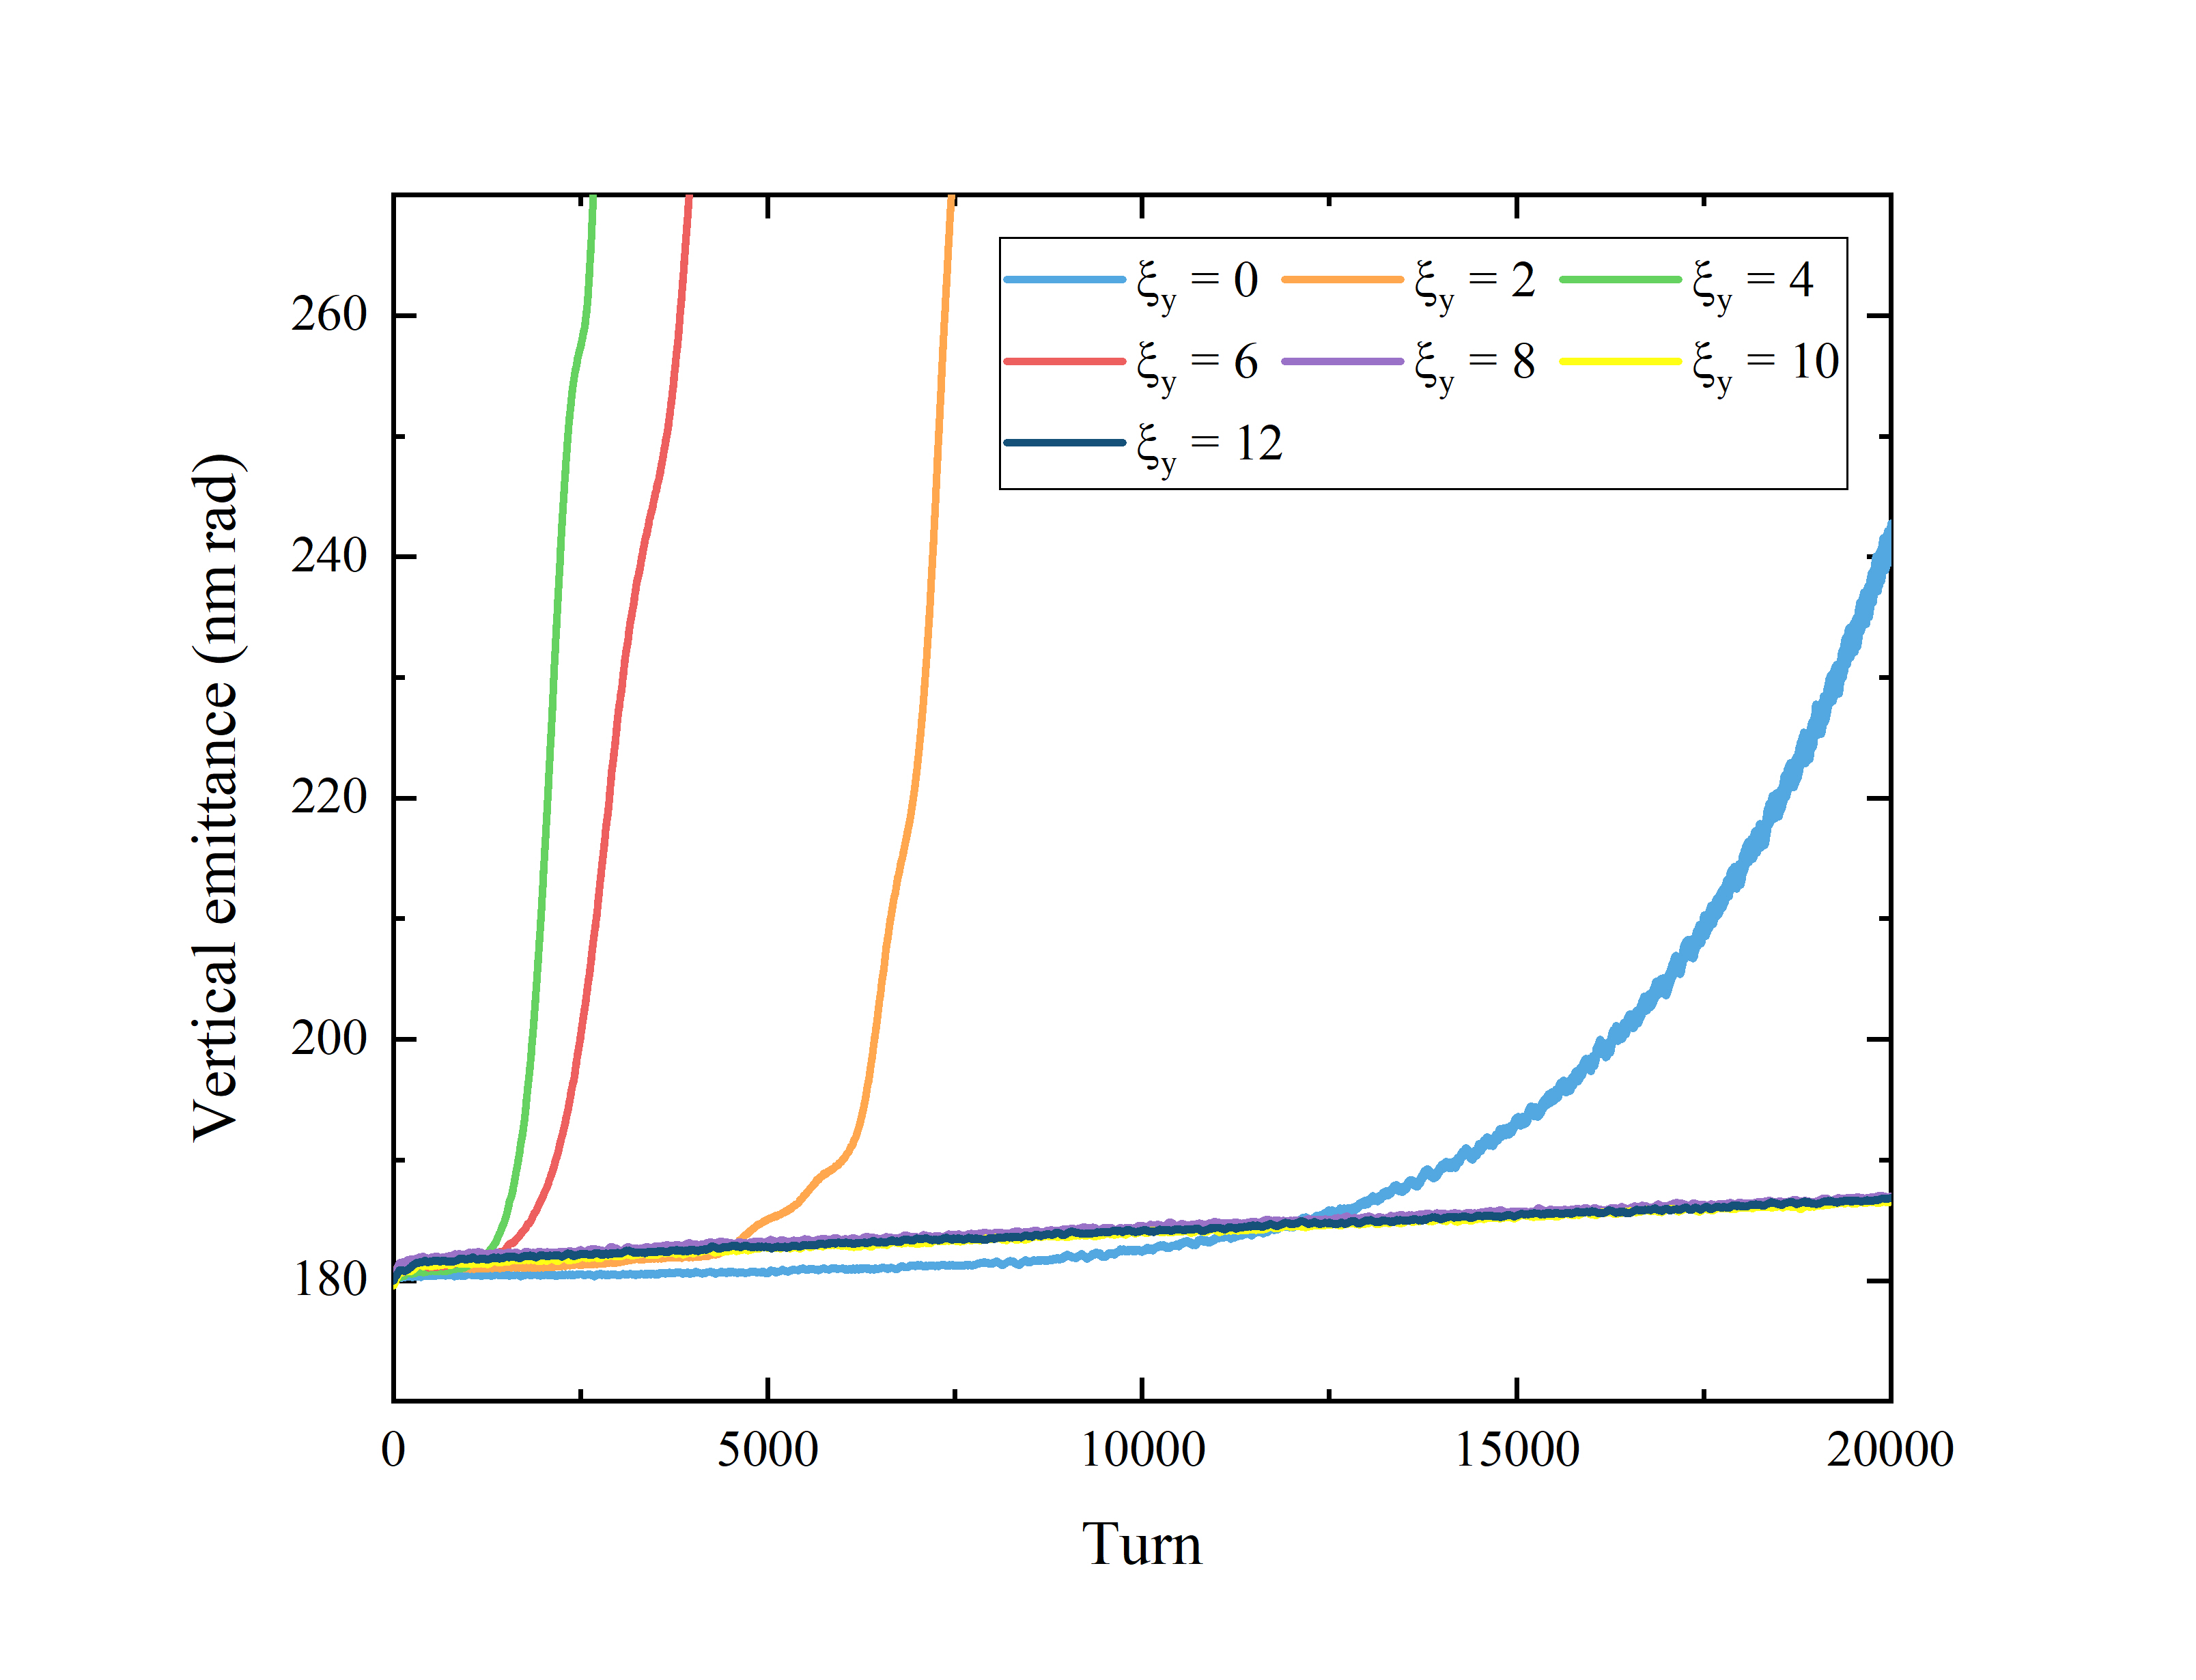 ξy = 0 ξy = 2 ξy = 4
ξy = 6 ξy = 8 ξy = 10
ξy = 12
260
240
220
200
180
Vertical emittance (nm rad)
0 5000 10000 15000 20000
Turn